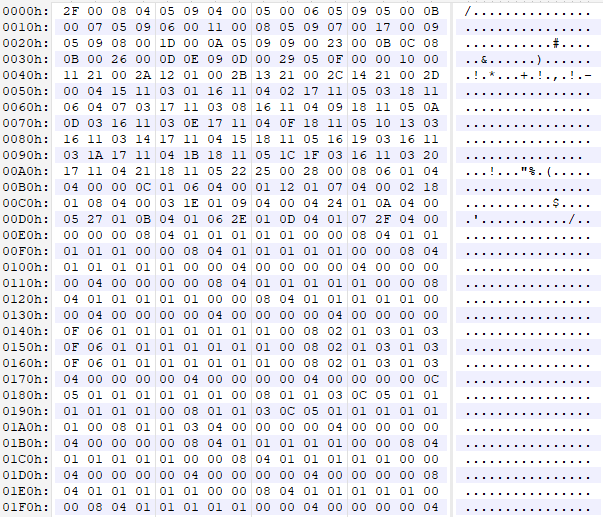 0000h: 2F 00 08 04 05 09 04 00 05 00 06 05 09 05 00 0B /...............
0010h: 00 07 05 09 06 00 11 00 08 05 09 07 00 17 00 09 ................
0020h: 05 09 08 00 1D 00 0A 05 09 09 00 23 00 0B 0C 08 ...........#....
0030h: 0B 00 26 00 0D 0E 09 0D 00 29 05 0F 00 00 10 00 ..&......)......
0040h: 11 21 00 2A 12 01 00 2B 13 21 00 2C 14 21 00 2D .!.*...+.!.,.!.-
0050h: 00 04 15 11 03 01 16 11 04 02 17 11 05 03 18 11 ................
0060h: 06 04 07 03 17 11 03 08 16 11 04 09 18 11 05 0A ................
0070h: 0D 03 16 11 03 0E 17 11 04 0F 18 11 05 10 13 03 ................
0080h: 16 11 03 14 17 11 04 15 18 11 05 16 19 03 16 11 ................
0090h: 03 1A 17 11 04 1B 18 11 05 1C 1F 03 16 11 03 20 ...............
00A0h: 17 11 04 21 18 11 05 22 25 00 28 00 08 06 01 04 ...!..."%.(.....
00B0h: 04 00 00 0C 01 06 04 00 01 12 01 07 04 00 02 18 ................
00C0h: 01 08 04 00 03 1E 01 09 04 00 04 24 01 0A 04 00 ...........$....
00D0h: 05 27 01 0B 04 01 06 2E 01 0D 04 01 07 2F 04 00 .'.........../..
00E0h: 00 00 00 08 04 01 01 01 01 01 00 00 08 04 01 01 ................
00F0h: 01 01 01 00 00 08 04 01 01 01 01 01 00 00 08 04 ................
0100h: 01 01 01 01 01 00 00 04 00 00 00 00 04 00 00 00 ................
0110h: 00 04 00 00 00 00 08 04 01 01 01 01 01 00 00 08 ................
0120h: 04 01 01 01 01 01 00 00 08 04 01 01 01 01 01 00 ................
0130h: 00 04 00 00 00 00 04 00 00 00 00 04 00 00 00 00 ................
0140h: 0F 06 01 01 01 01 01 01 01 00 08 02 01 03 01 03 ................
0150h: 0F 06 01 01 01 01 01 01 01 00 08 02 01 03 01 03 ................
0160h: 0F 06 01 01 01 01 01 01 01 00 08 02 01 03 01 03 ................
0170h: 04 00 00 00 00 04 00 00 00 00 04 00 00 00 00 0C ................
0180h: 05 01 01 01 01 01 01 00 08 01 01 03 0C 05 01 01 ................
0190h: 01 01 01 01 00 08 01 01 03 0C 05 01 01 01 01 01 ................
01A0h: 01 00 08 01 01 03 04 00 00 00 00 04 00 00 00 00 ................
01B0h: 04 00 00 00 00 08 04 01 01 01 01 01 00 00 08 04 ................
01C0h: 01 01 01 01 01 00 00 08 04 01 01 01 01 01 00 00 ................
01D0h: 04 00 00 00 00 04 00 00 00 00 04 00 00 00 00 08 ................
01E0h: 04 01 01 01 01 01 00 00 08 04 01 01 01 01 01 00 ................
01F0h: 00 08 04 01 01 01 01 01 00 00 04 00 00 00 00 04 ................